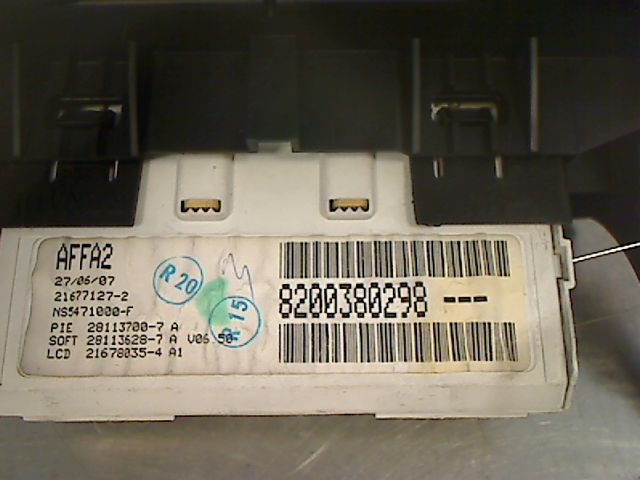 AFFA2
27/06/07
21677127-2
NS5471000-F
PIE 28113700-7 A
SOFT 28113628-7 A V06.50
LCD 21678035-4 A1
R 20
R 15
8200380298 ---